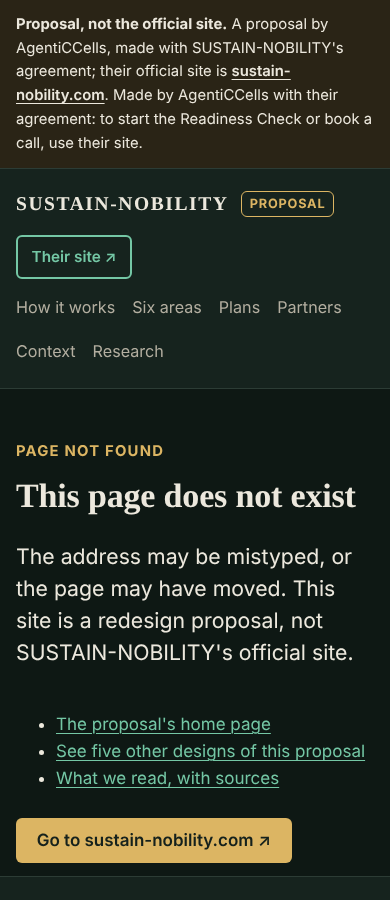 Proposal, not the official site. A proposal by
AgentiCCells, made with SUSTAIN-NOBILITY's
agreement; their official site is sustain-
nobility.com. Made by AgentiCCells with their
agreement: to start the Readiness Check or book a
call, use their site.
SUSTAIN-NOBILITY PROPOSAL
Their site ↗
How it works Six areas Plans Partners
Context Research
PAGE NOT FOUND
This page does not exist
The address may be mistyped, or
the page may have moved. This
site is a redesign proposal, not
SUSTAIN-NOBILITY's official site.
• The proposal's home page
• See five other designs of this proposal
• What we read, with sources
Go to sustain-nobility.com ↗